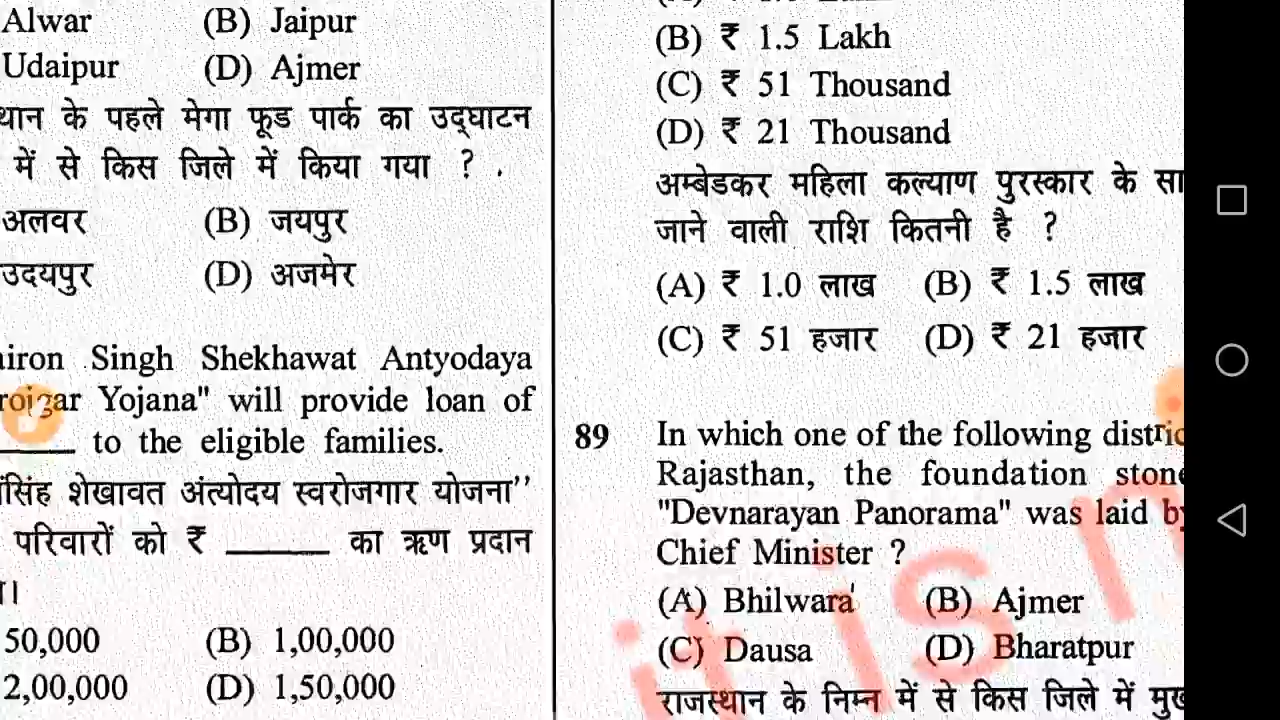 Alwar (B) Jaipur
Udaipur (D) Ajmer
के पहले मेगा फूड पार्क का उद्घाटन
में से किस जिले में किया गया ? .
अलवर (B) जयपुर
उदयपुर (D) अजमेर
Singh Shekhawat Antyodaya
Yojana" will provide loan of
______ to the eligible families.
शेखावत अंत्योदय स्वरोजगार योजना’’
परिवारों को ₹ ______ का ऋण प्रदान
50,000 (B) 1,00,000
2,00,000 (D) 1,50,000
(B) ₹ 1.5 Lakh
(C) ₹ 51 Thousand
(D) ₹ 21 Thousand
अम्बेडकर महिला कल्याण पुरस्कार के
जाने वाली राशि कितनी है ?
(A) ₹ 1.0 लाख (B) ₹ 1.5 लाख
(C) ₹ 51 हजार (D) ₹ 21 हजार
89 In which one of the following
Rajasthan, the foundation
"Devnarayan Panorama" was laid
Chief Minister ?
(A) Bhilwara (B) Ajmer
(C) Dausa (D) Bharatpur
राजस्थान के निम्न में से किस जिले में
it is